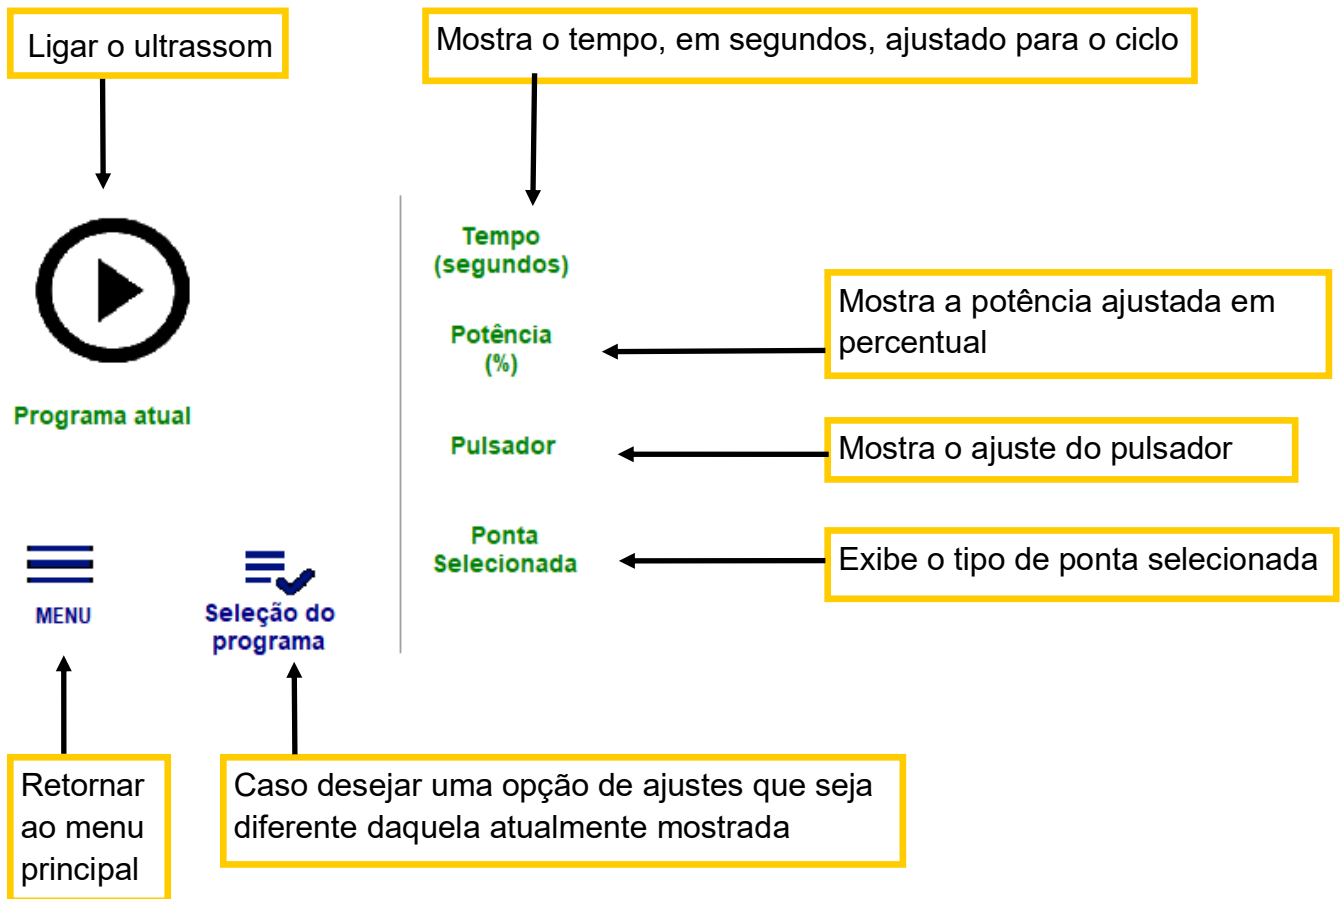 Ligar o ultrassom
Mostra o tempo, em segundos, ajustado para o ciclo
Tempo
(segundos)
Mostra a potência ajustada em
percentual
Potência
(%)
Programa atual
Pulsador
Mostra o ajuste do pulsador
Ponta
Selecionada
Exibe o tipo de ponta selecionada
MENU
Seleção do
programa
Retornar
ao menu
principal
Caso desejar uma opção de ajustes que seja
diferente daquela atualmente mostrada